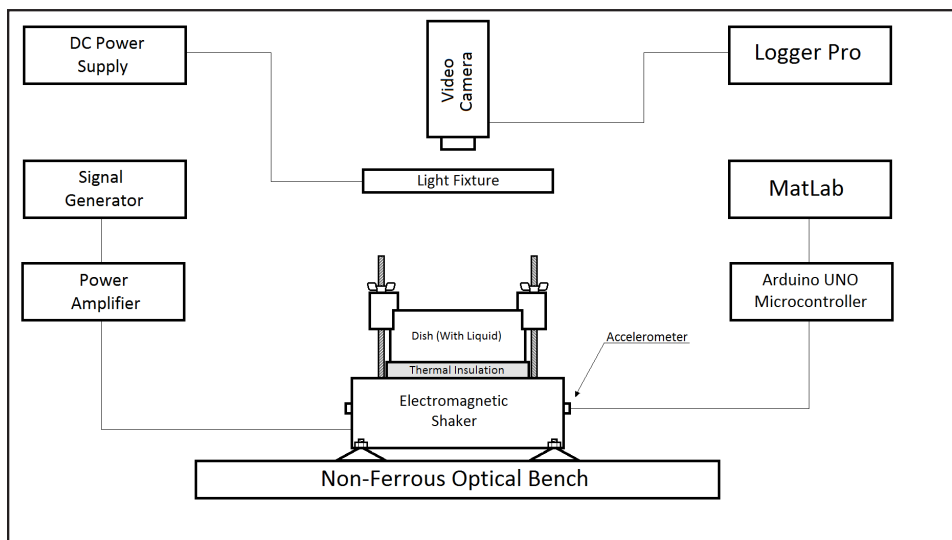 DC Power
Supply
Video
Camera
Logger Pro
Light Fixture
Signal
Generator
MatLab
Power
Amplifier
Arduino UNO
Microcontroller
Dish (With Liquid)
Accelerometer
Thermal Insulation
Electromagnetic
Shaker
Non-Ferrous Optical Bench